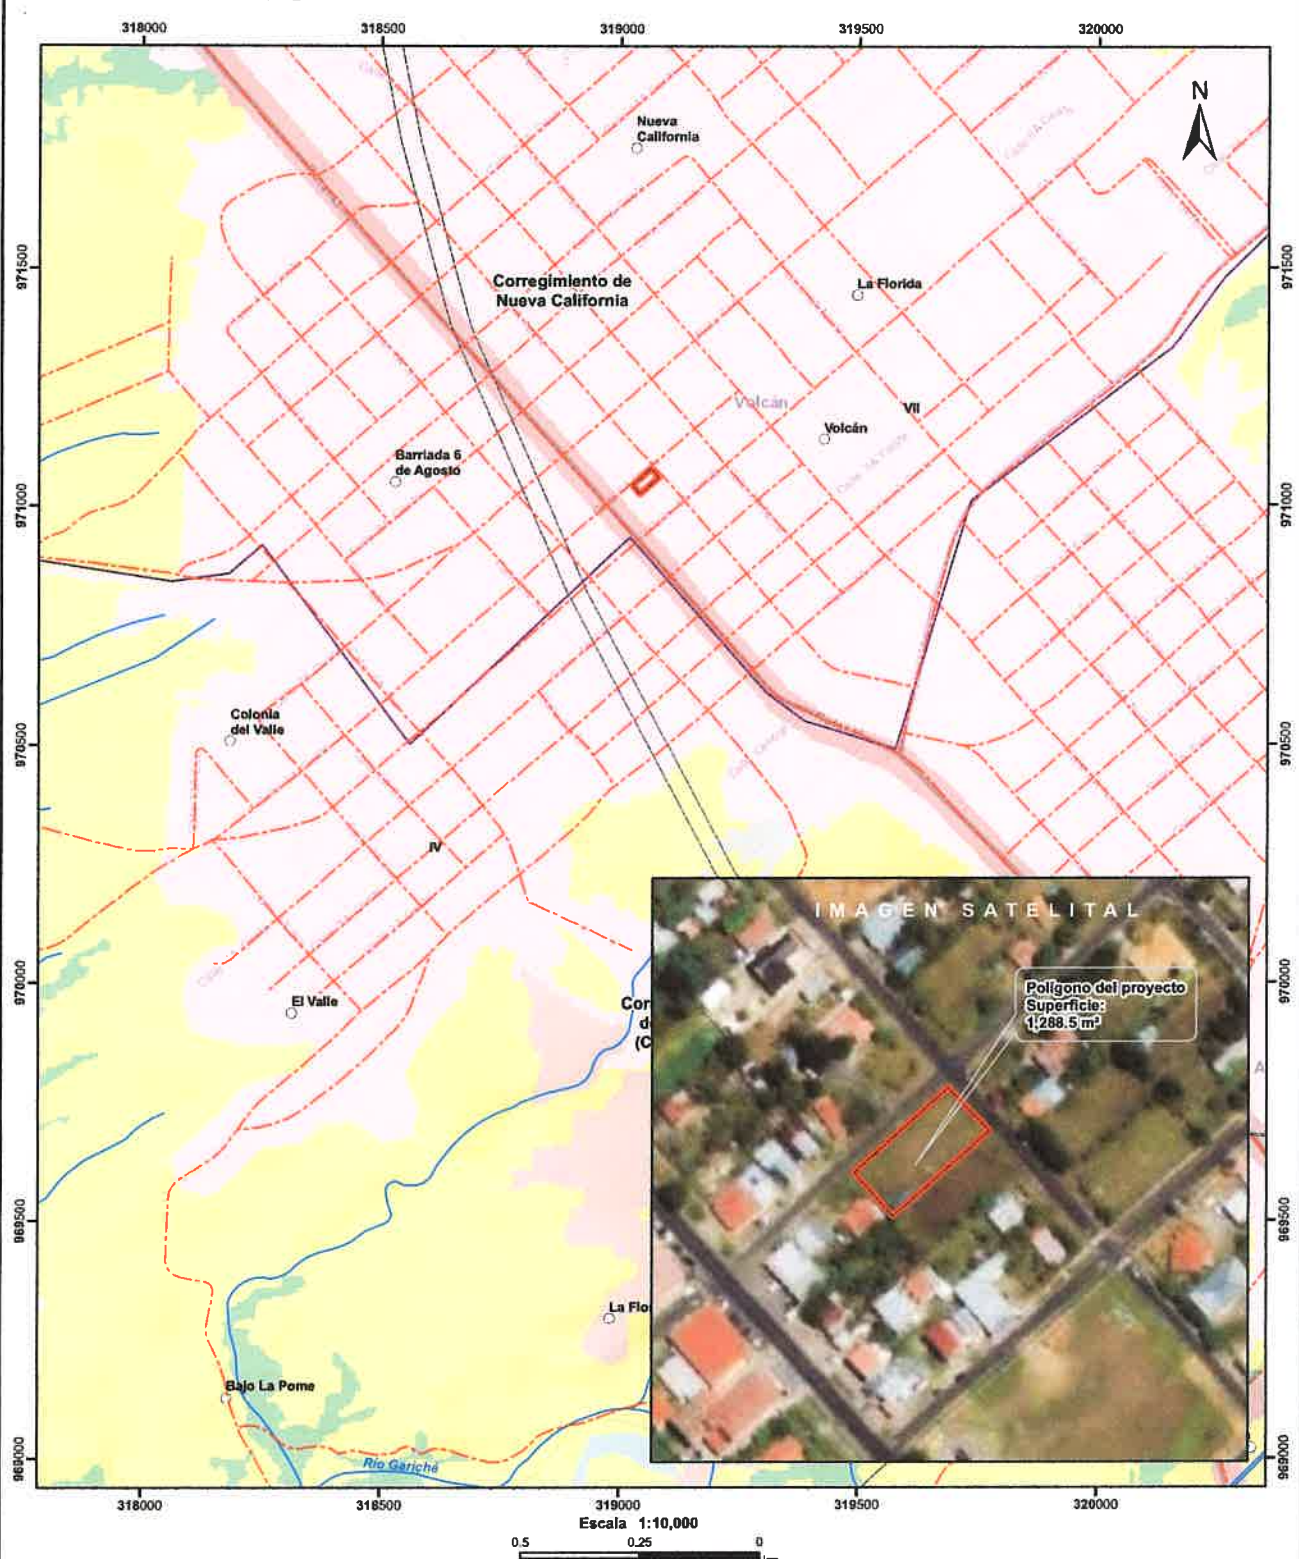 318000
318500
319000
319500
320000
N
Nueva
California
971500
971500
Corregimiento de
Nueva California
La Florida
Volcán
VII
Volcán
Barriada 6
de Agosto
971000
971000
Colonia
del Valle
970500
970500
IV
IMAGEN SATELITAL
970000
970000
Polígono del proyecto
Superficie:
1,288.5 m²
El Valle
Cor
d
(C
A
969500
969500
La Flo
Bajo La Pome
Río Gariché
969000
969000
318000
318500
319000
319500
320000
Escala 1:10,000
0.5
0.25
0